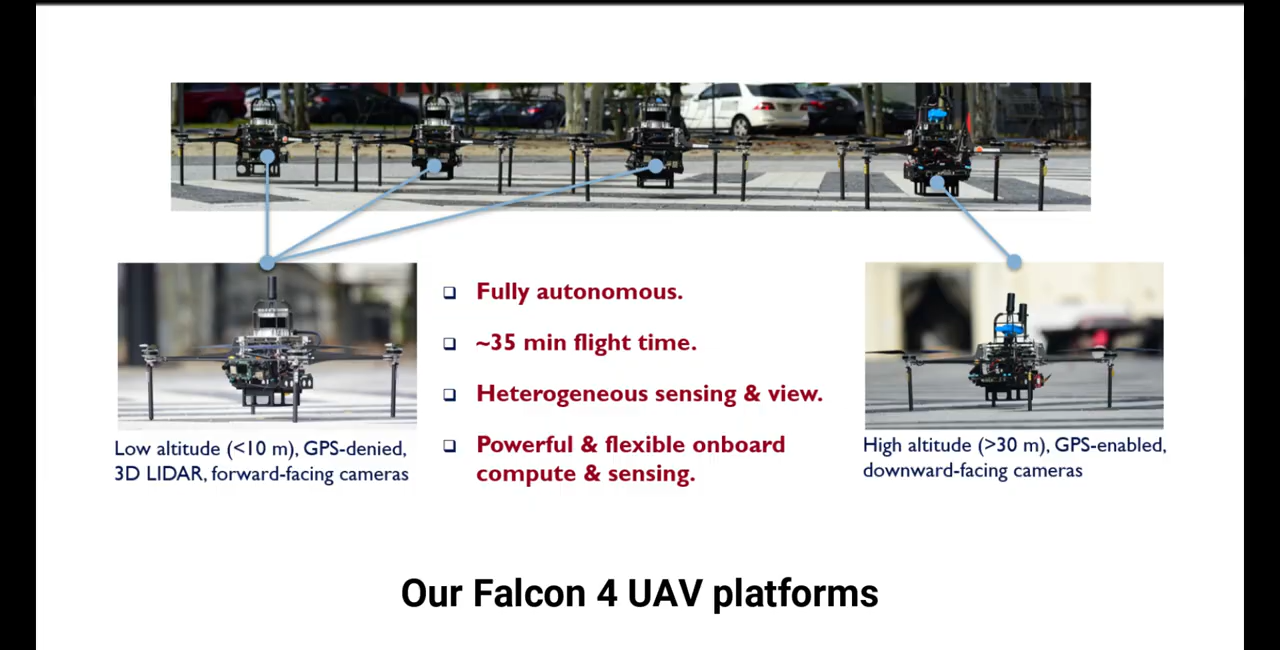 Fully autonomous.
~35 min flight time.
Heterogeneous sensing & view.
Powerful & flexible onboard
compute & sensing.
Low altitude (<10 m), GPS-denied,
3D LIDAR, forward-facing cameras
High altitude (>30 m), GPS-enabled,
downward-facing cameras
Our Falcon 4 UAV platforms